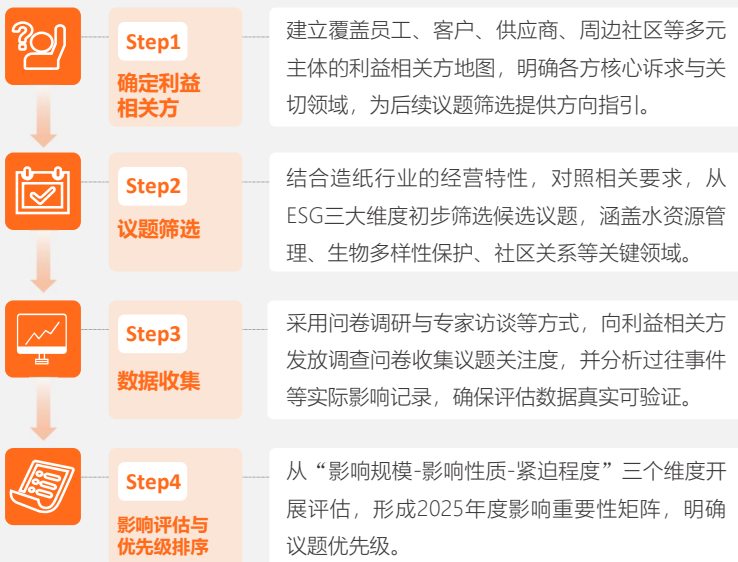 Step1
确定利益
相关方
建立覆盖员工、客户、供应商、周边社区等多元
主体的利益相关方地图，明确各方核心诉求与关
切领域，为后续议题筛选提供方向指引。
Step2
议题筛选
结合造纸行业的经营特性，对照相关要求，从
ESG三大维度初步筛选候选议题，涵盖水资源管
理、生物多样性保护、社区关系等关键领域。
Step3
数据收集
采用问卷调研与专家访谈等方式，向利益相关方
发放调查问卷收集议题关注度，并分析过往事件
等实际影响记录，确保评估数据真实可验证。
Step4
影响评估与
优先级排序
从“影响规模-影响性质-紧迫程度”三个维度开
展评估，形成2025年度影响重要性矩阵，明确
议题优先级。